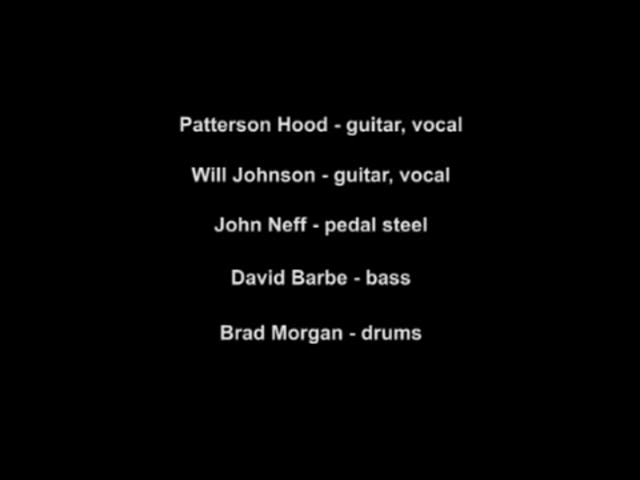 Patterson Hood - guitar, vocal
Will Johnson - guitar, vocal
John Neff - pedal steel
David Barbe - bass
Brad Morgan - drums